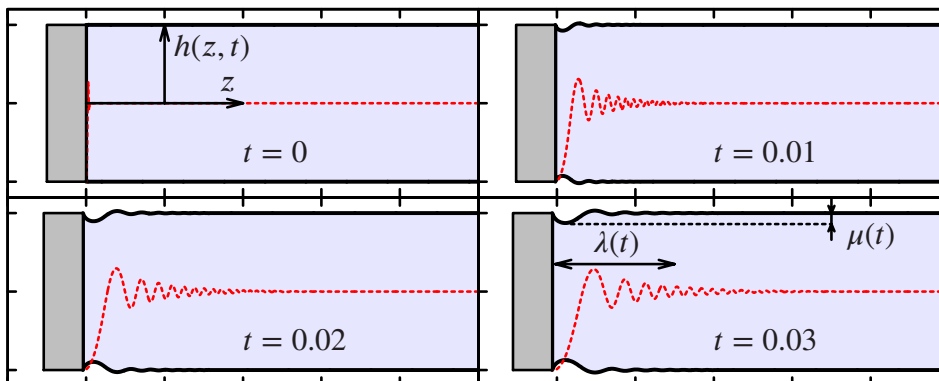 h(z, t)
z
t = 0
t = 0.01
t = 0.02
λ(t)
μ(t)
t = 0.03